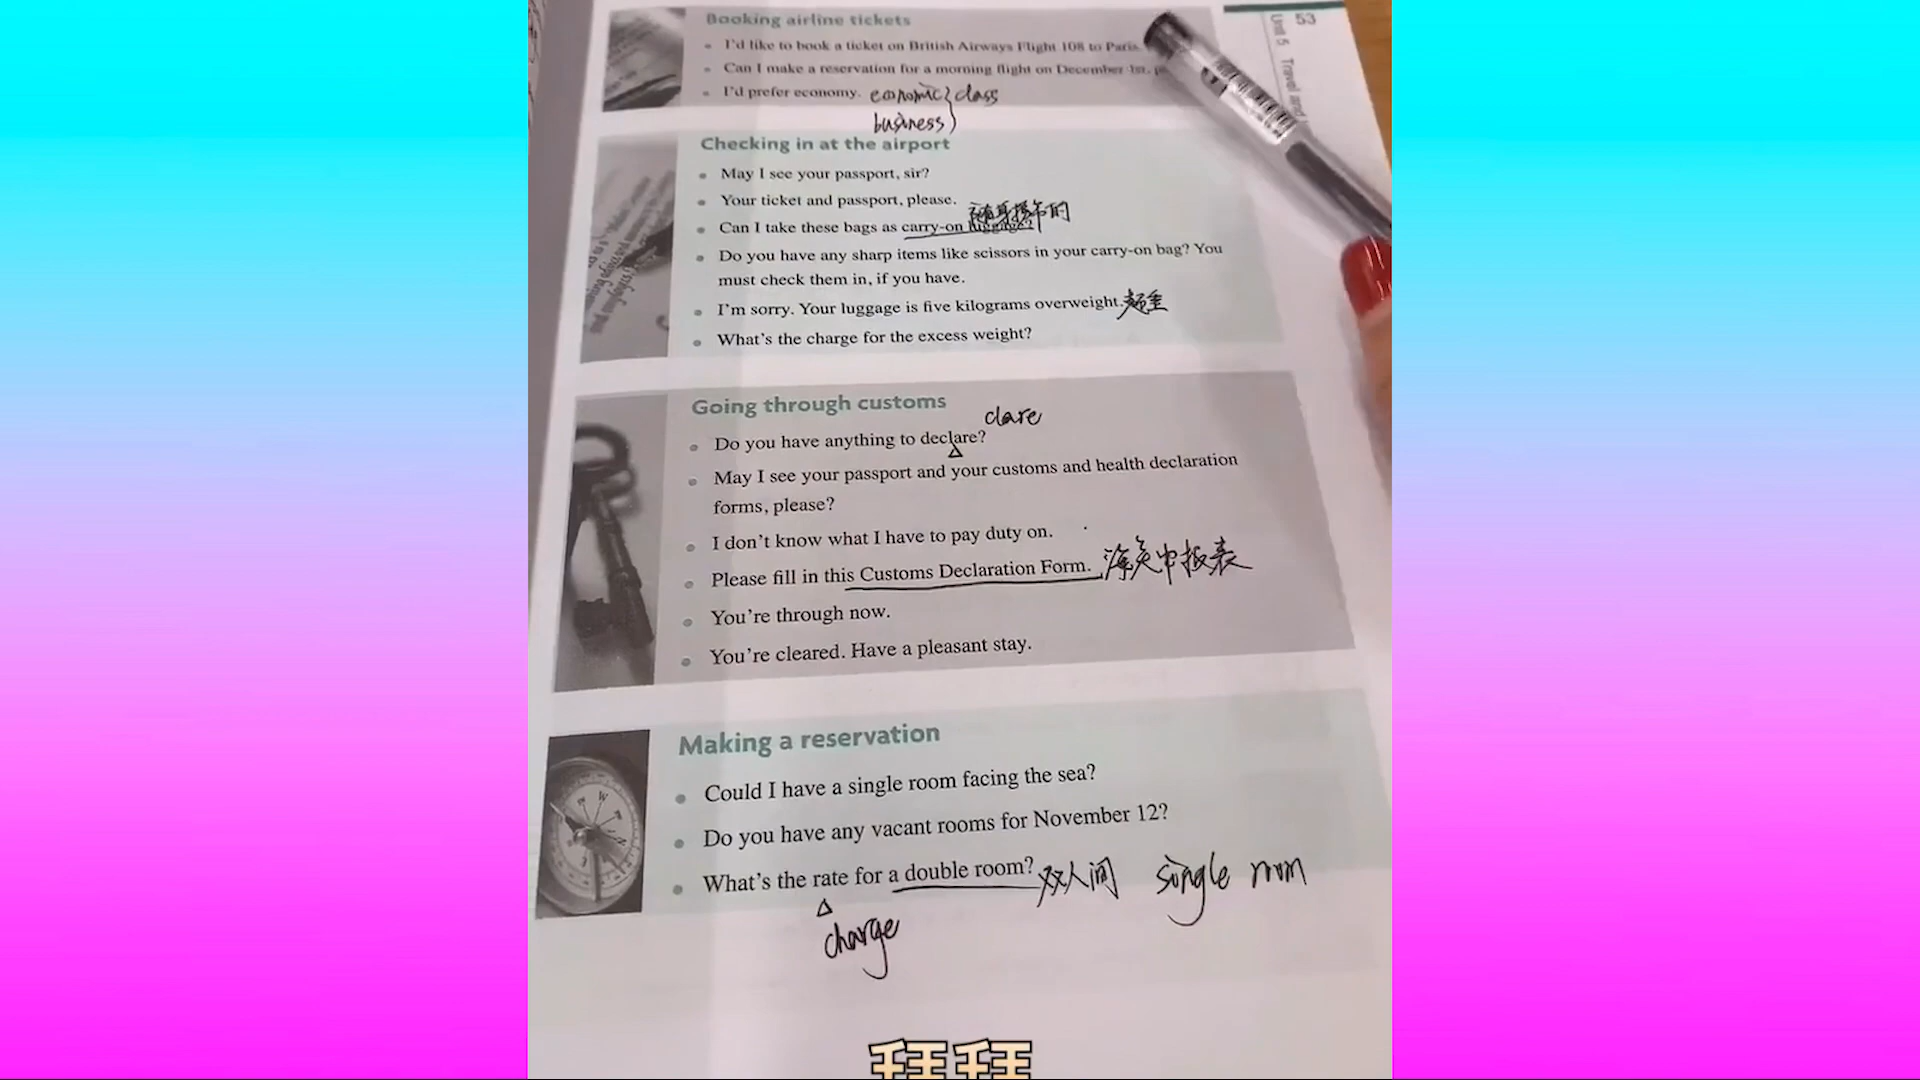 53
Unit 5 Travel and
Booking airline tickets
I'd like to book a ticket on British Airways Flight 108 to Paris.
Can I make a reservation for a morning flight on December 1st,
I'd prefer economy. economic class
business
Checking in at the airport
May I see your passport, sir?
Your ticket and passport, please.
随身携带的
Can I take these bags as carry-on luggage?
Do you have any sharp items like scissors in your carry-on bag? You
must check them in, if you have.
I'm sorry. Your luggage is five kilograms overweight. 超重
What's the charge for the excess weight?
Going through customs
clare
Do you have anything to declare?
May I see your passport and your customs and health declaration
forms, please?
I don't know what I have to pay duty on.
Please fill in this Customs Declaration Form. 海关申报表
You're through now.
You're cleared. Have a pleasant stay.
Making a reservation
Could I have a single room facing the sea?
Do you have any vacant rooms for November 12?
What's the rate for a double room? 双人间 single room
charge